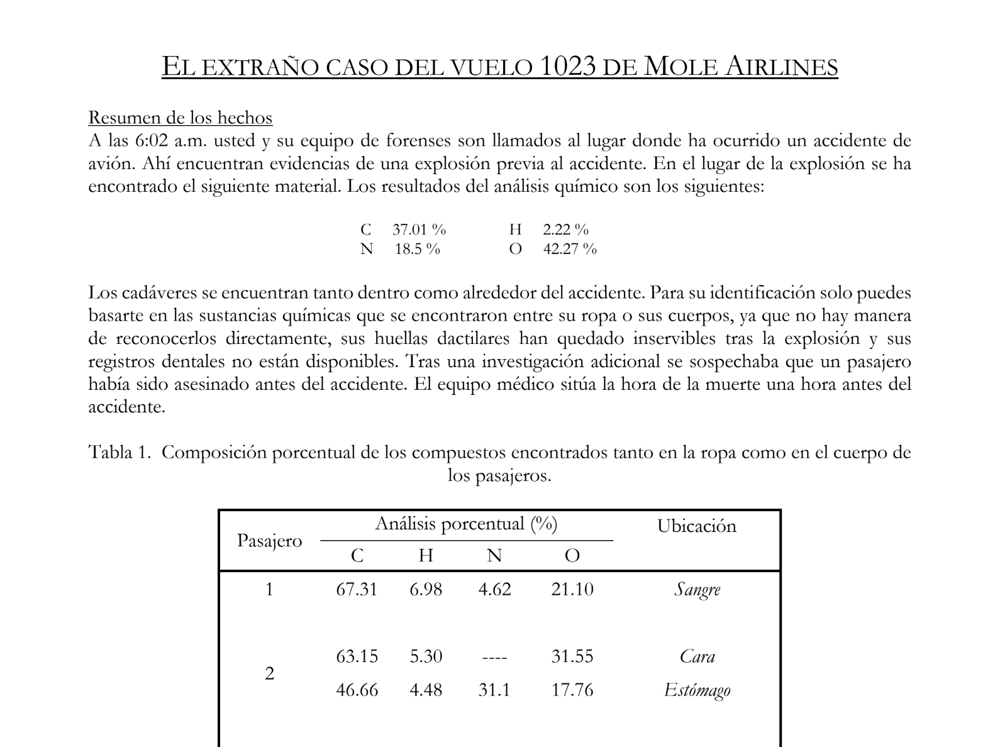 EL EXTRAÑO CASO DEL VUELO 1023 DE MOLE AIRLINES
Resumen de los hechos
A las 6:02 a.m. usted y su equipo de forenses son llamados al lugar donde ha ocurrido un accidente de
avión. Ahí encuentran evidencias de una explosión previa al accidente. En el lugar de la explosión se ha
encontrado el siguiente material. Los resultados del análisis químico son los siguientes:
C 37.01 % H 2.22 %
N 18.5 % O 42.27 %
Los cadáveres se encuentran tanto dentro como alrededor del accidente. Para su identificación solo puedes
basarte en las sustancias químicas que se encontraron entre su ropa o sus cuerpos, ya que no hay manera
de reconocerlos directamente, sus huellas dactilares han quedado inservibles tras la explosión y sus
registros dentales no están disponibles. Tras una investigación adicional se sospechaba que un pasajero
había sido asesinado antes del accidente. El equipo médico sitúa la hora de la muerte una hora antes del
accidente.
Tabla 1. Composición porcentual de los compuestos encontrados tanto en la ropa como en el cuerpo de
los pasajeros.
Pasajero Análisis porcentual (%) Ubicación
C H N O
1 67.31 6.98 4.62 21.10 Sangre
2 63.15 5.30 ---- 31.55 Cara
46.66 4.48 31.1 17.76 Estómago